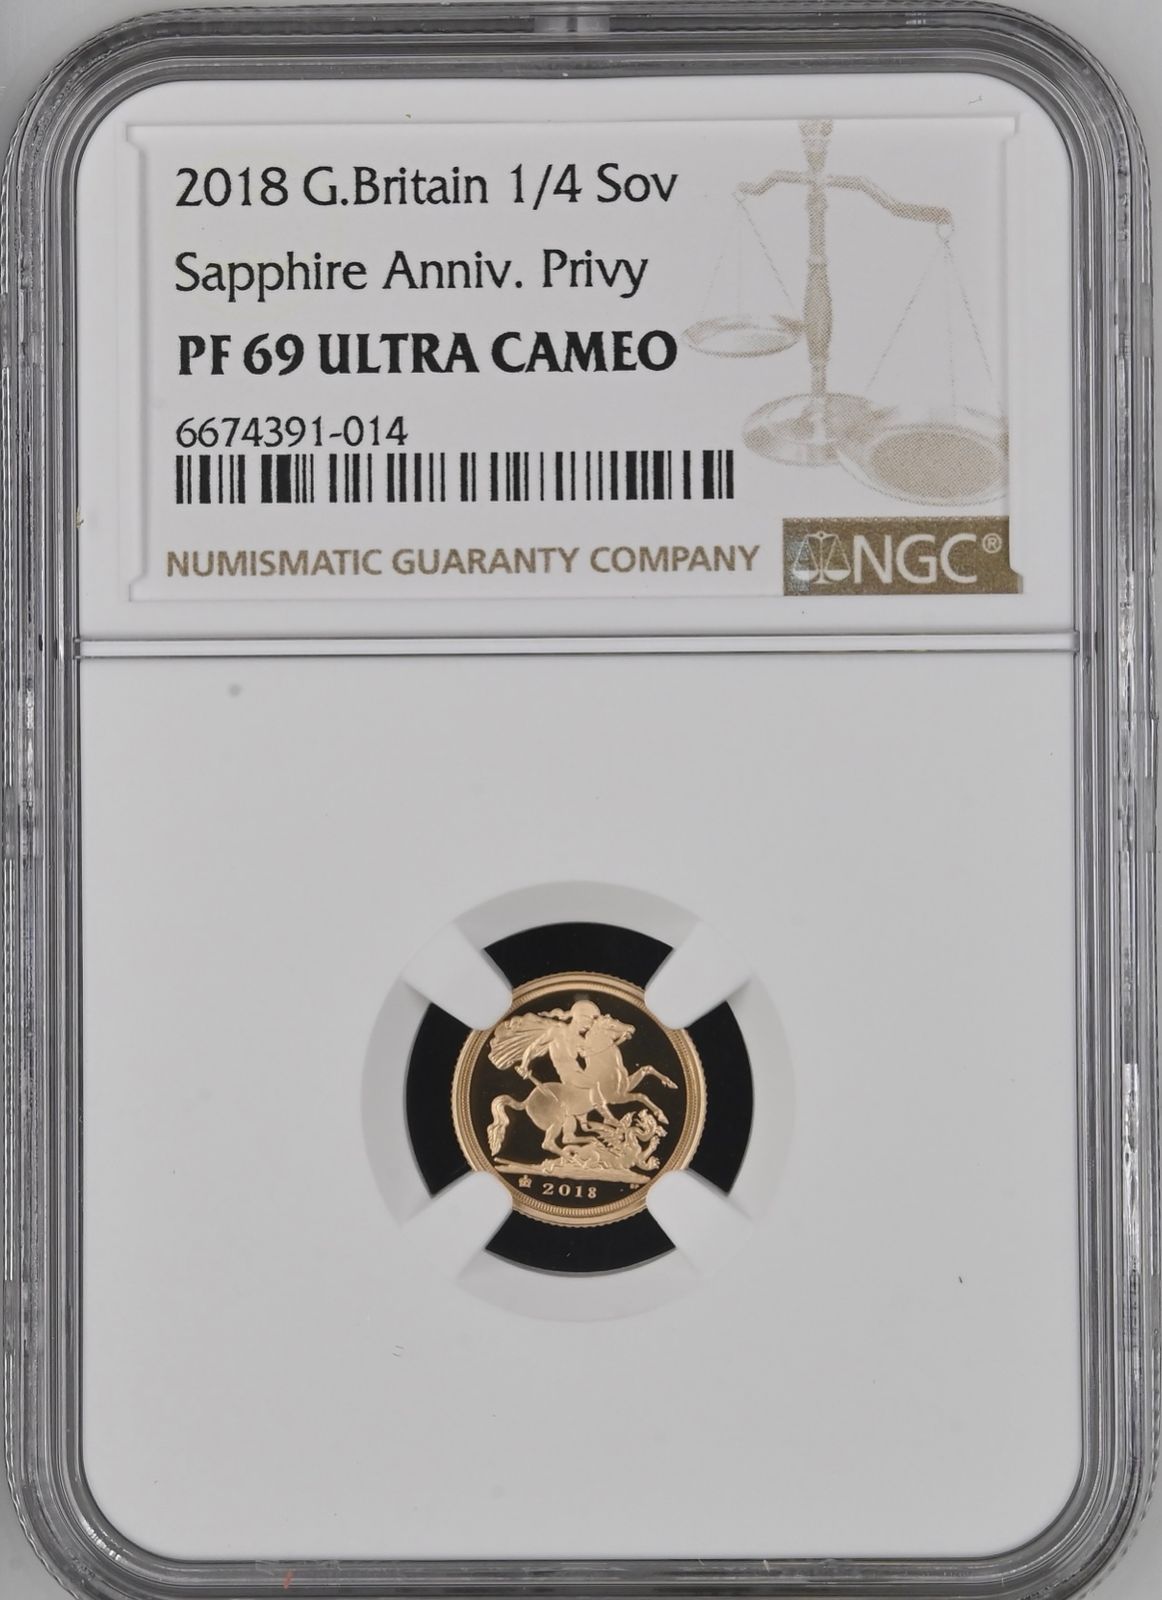 2018 G.Britain 1/4 Sov
Sapphire Anniv. Privy
PF 69 ULTRA CAMEO
6674391-014
NUMISMATIC GUARANTY COMPANY
NGC®
2018